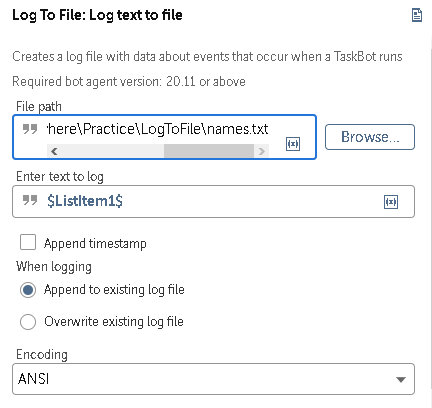 Log To File: Log text to file
Creates a log file with data about events that occur when a TaskBot runs
Required bot agent version: 20.11 or above
File path
here\Practice\LogToFile\names.txt
(x)
Browse...
Enter text to log
$ListItem1$
(x)
Append timestamp
When logging
Append to existing log file
Overwrite existing log file
Encoding
ANSI